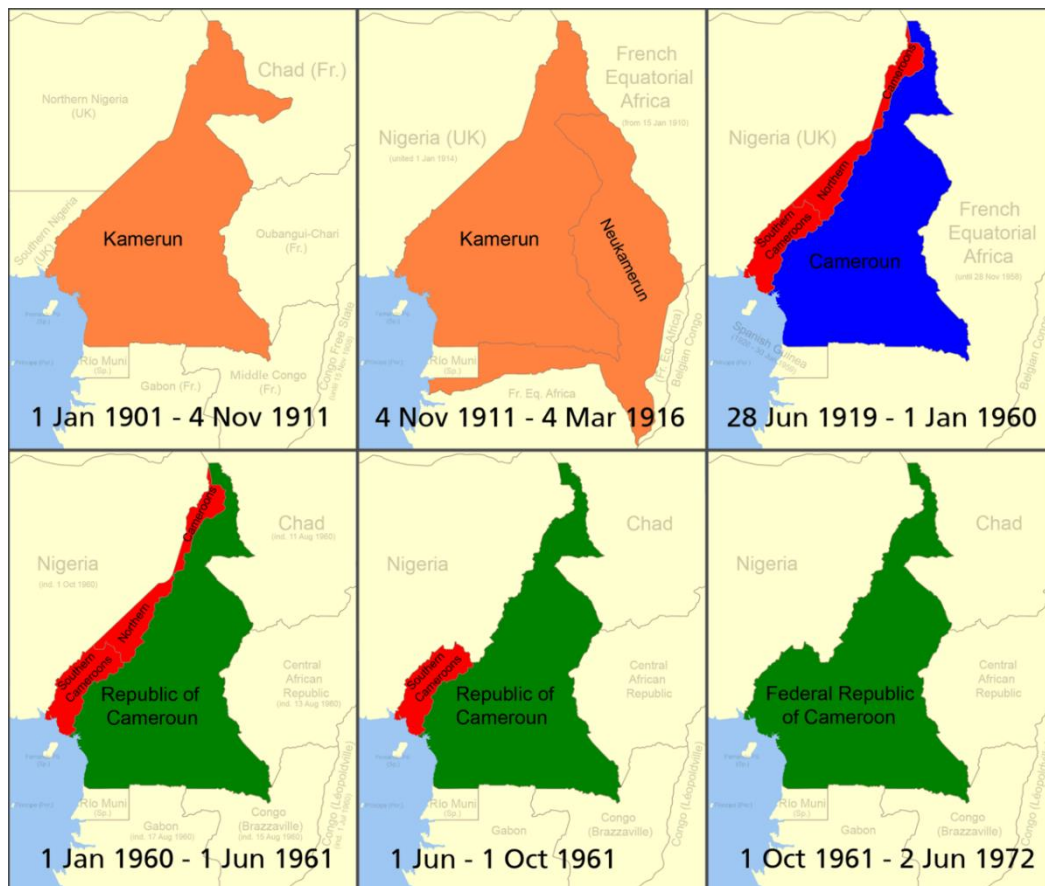 Chad (Fr.)
Northern Nigeria
(UK)
Southern Nigeria
(UK)
Kamerun
Oubangui-Chari
(Fr.)
Río Muni
(Sp.)
Gabon (Fr.)
Middle Congo
(Fr.)
Congo Free State
1 Jan 1901 - 4 Nov 1911
French
Equatorial
Africa
(from 15 Jan 1910)
Nigeria (UK)
(united 1 Jan 1914)
Kamerun
Neukamerun
Río Muni
(Sp.)
Fr. Eq. Africa
(Fr. Eq. Africa)
Belgian Congo
4 Nov 1911 - 4 Mar 1916
Nigeria (UK)
Northern
Cameroons
Southern
Cameroons
Cameroun
French
Equatorial
Africa
(until 28 Nov 1958)
Spanish Guinea
Belgian Congo
28 Jun 1919 - 1 Jan 1960
Nigeria
(ind. 1 Oct 1960)
Chad
(ind. 11 Aug 1960)
Northern
Cameroons
Southern
Cameroons
Republic of
Cameroun
Central
African
Republic
(ind. 13 Aug 1960)
Río Muni
(Sp.)
Gabon
(ind. 17 Aug 1960)
Congo
(Brazzaville)
(ind. 15 Aug 1960)
Congo (Léopoldville)
1 Jan 1960 - 1 Jun 1961
Nigeria
Chad
Southern
Cameroons
Republic of
Cameroun
Central
African
Republic
Río Muni
(Sp.)
Gabon
Congo
(Brazzaville)
Congo (Léopoldville)
1 Jun - 1 Oct 1961
Nigeria
Chad
Federal Republic
of Cameroon
Central
African
Republic
Río Muni
(Sp.)
Gabon
Congo
(Brazzaville)
Congo (Léopoldville)
1 Oct 1961 - 2 Jun 1972